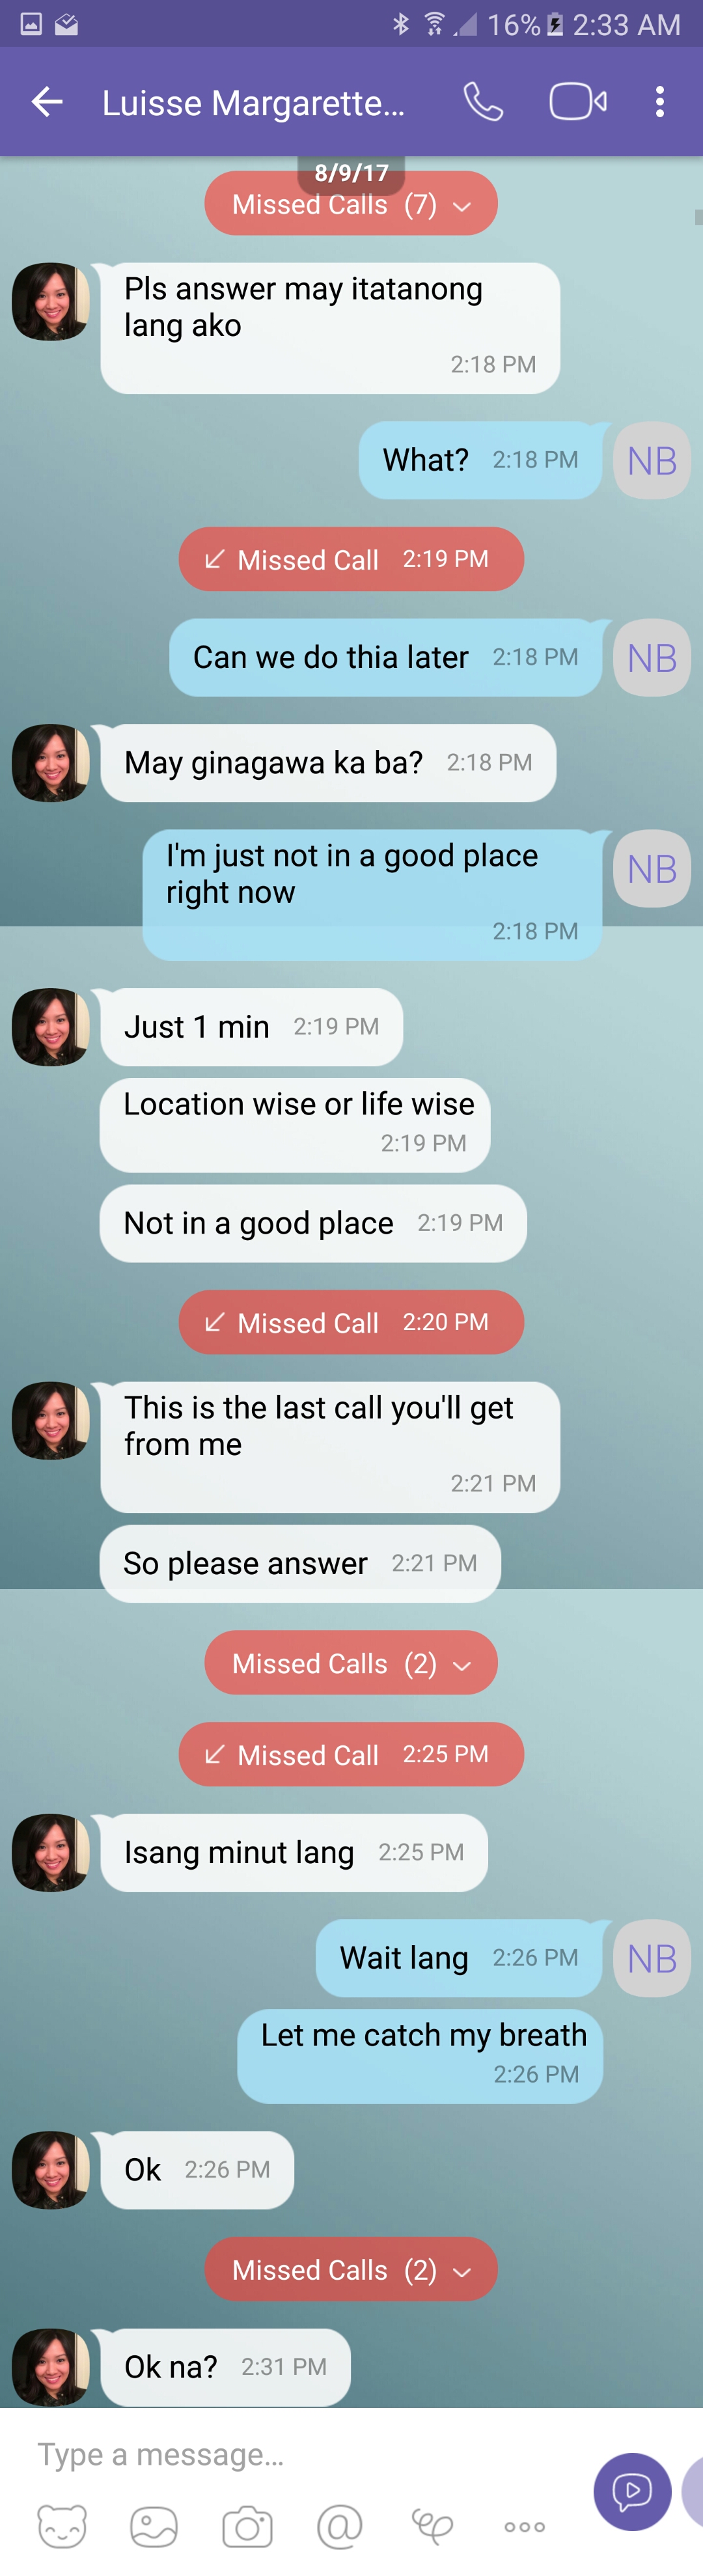 16% 2:33 AM
Luisse Margarette...
8/9/17
Missed Calls (7)
Pls answer may itatanong
lang ako
2:18 PM
What? 2:18 PM
NB
Missed Call 2:19 PM
Can we do thia later 2:18 PM
NB
May ginagawa ka ba? 2:18 PM
I'm just not in a good place
right now
2:18 PM
NB
Just 1 min 2:19 PM
Location wise or life wise
2:19 PM
Not in a good place 2:19 PM
Missed Call 2:20 PM
This is the last call you'll get
from me
2:21 PM
So please answer 2:21 PM
Missed Calls (2)
Missed Call 2:25 PM
Isang minut lang 2:25 PM
Wait lang 2:26 PM
NB
Let me catch my breath
2:26 PM
Ok 2:26 PM
Missed Calls (2)
Ok na? 2:31 PM
Type a message...